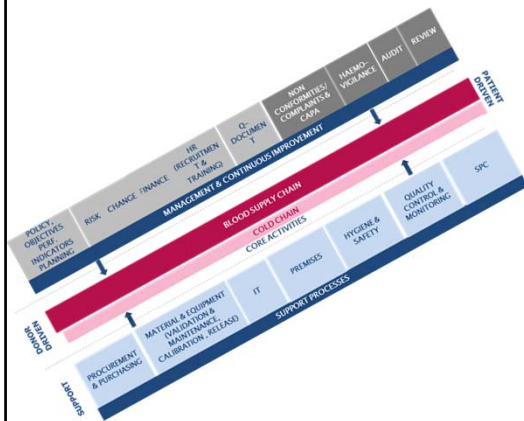 POLICY,
OBJECTIVES
PERF.
INDICATORS
PLANNING
RISK
CHANGE
FINANCE
HR
(RECRUITMEN
T &
TRAINING)
Q–
DOCUMEN
T
NON
CONFORMITIES/
COMPLAINTS &
CAPA
HAEMO–
VIGILANCE
AUDIT
REVIEW
MANAGEMENT & CONTINUOUS IMPROVEMENT
PATIENT
DRIVEN
BLOOD SUPPLY CHAIN
COLD CHAIN
CORE ACTIVITIES
DONOR
DRIVEN
PROCUREMENT
& PURCHASING
MATERIAL & EQUIPMENT
(VALIDATION &
MAINTENANCE,
CALIBRATION , RELEASE)
IT
PREMISES
HYGIENE &
SAFETY
QUALITY
CONTROL &
MONITORING
SPC
SUPPORT PROCESSES
SUPPORT